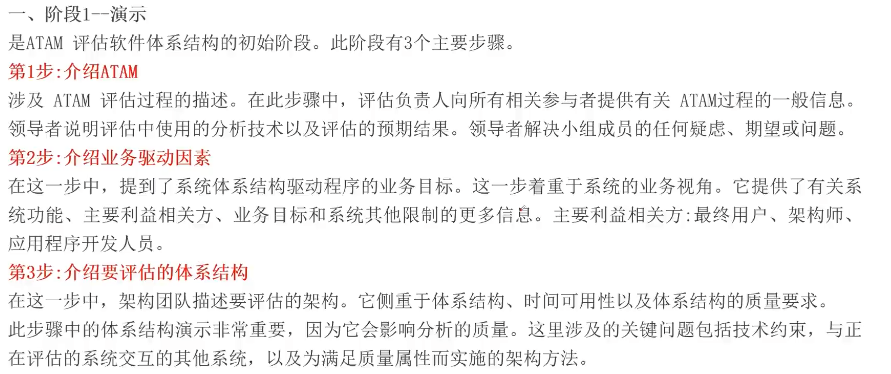 一、阶段1--演示
是ATAM 评估软件体系结构的初始阶段。此阶段有3个主要步骤。
第1步:介绍ATAM
涉及 ATAM 评估过程的描述。在此步骤中，评估负责人向所有相关参与者提供有关 ATAM过程的一般信息。
领导者说明评估中使用的分析技术以及评估的预期结果。领导者解决小组成员的任何疑虑、期望或问题。
第2步:介绍业务驱动因素
在这一步中，提到了系统体系结构驱动程序的业务目标。这一步着重于系统的业务视角。它提供了有关系
统功能、主要利益相关方、业务目标和系统其他限制的更多信息。主要利益相关方:最终用户、架构师、
应用程序开发人员。
第3步:介绍要评估的体系结构
在这一步中，架构团队描述要评估的架构。它侧重于体系结构、时间可用性以及体系结构的质量要求。
此步骤中的体系结构演示非常重要，因为它会影响分析的质量。这里涉及的关键问题包括技术约束，与正
在评估的系统交互的其他系统，以及为满足质量属性而实施的架构方法。